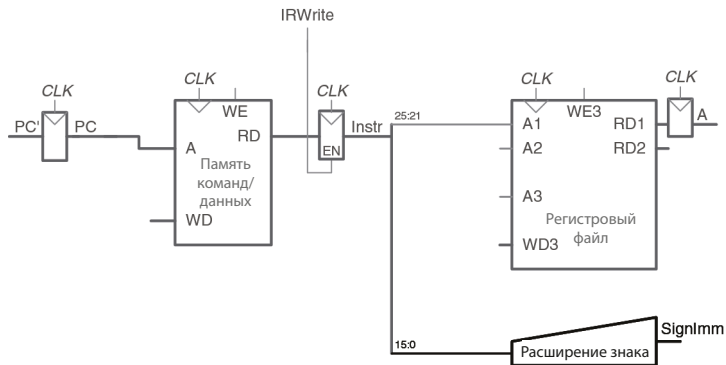 IRWrite
CLK
CLK
CLK
CLK
CLK
PC'
PC
WE
RD
A
Память
команд/
данных
WD
EN
Instr
25:21
WE3
A1
RD1
A
A2
RD2
A3
Регистровый
файл
WD3
SignImm
15:0
Расширение знака